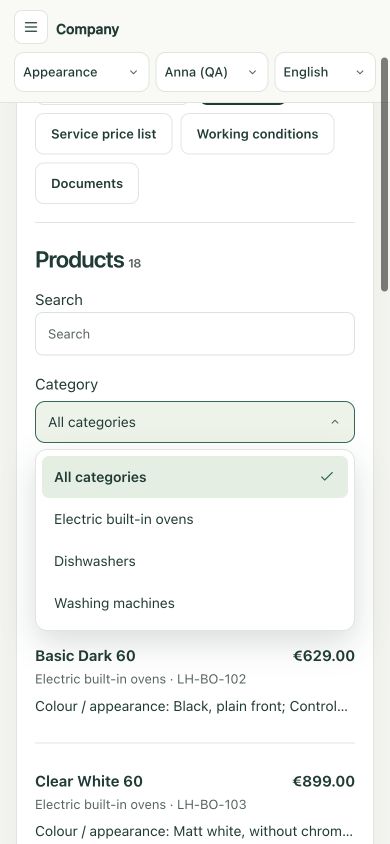 Company
Appearance
Anna (QA)
English
Service price list
Working conditions
Documents
Products 18
Search
Search
Category
All categories
All categories
Electric built-in ovens
Dishwashers
Washing machines
Basic Dark 60 €629.00
Electric built-in ovens · LH-BO-102
Colour / appearance: Black, plain front; Control...
Clear White 60 €899.00
Electric built-in ovens · LH-BO-103
Colour / appearance: Matt white, without chrom...